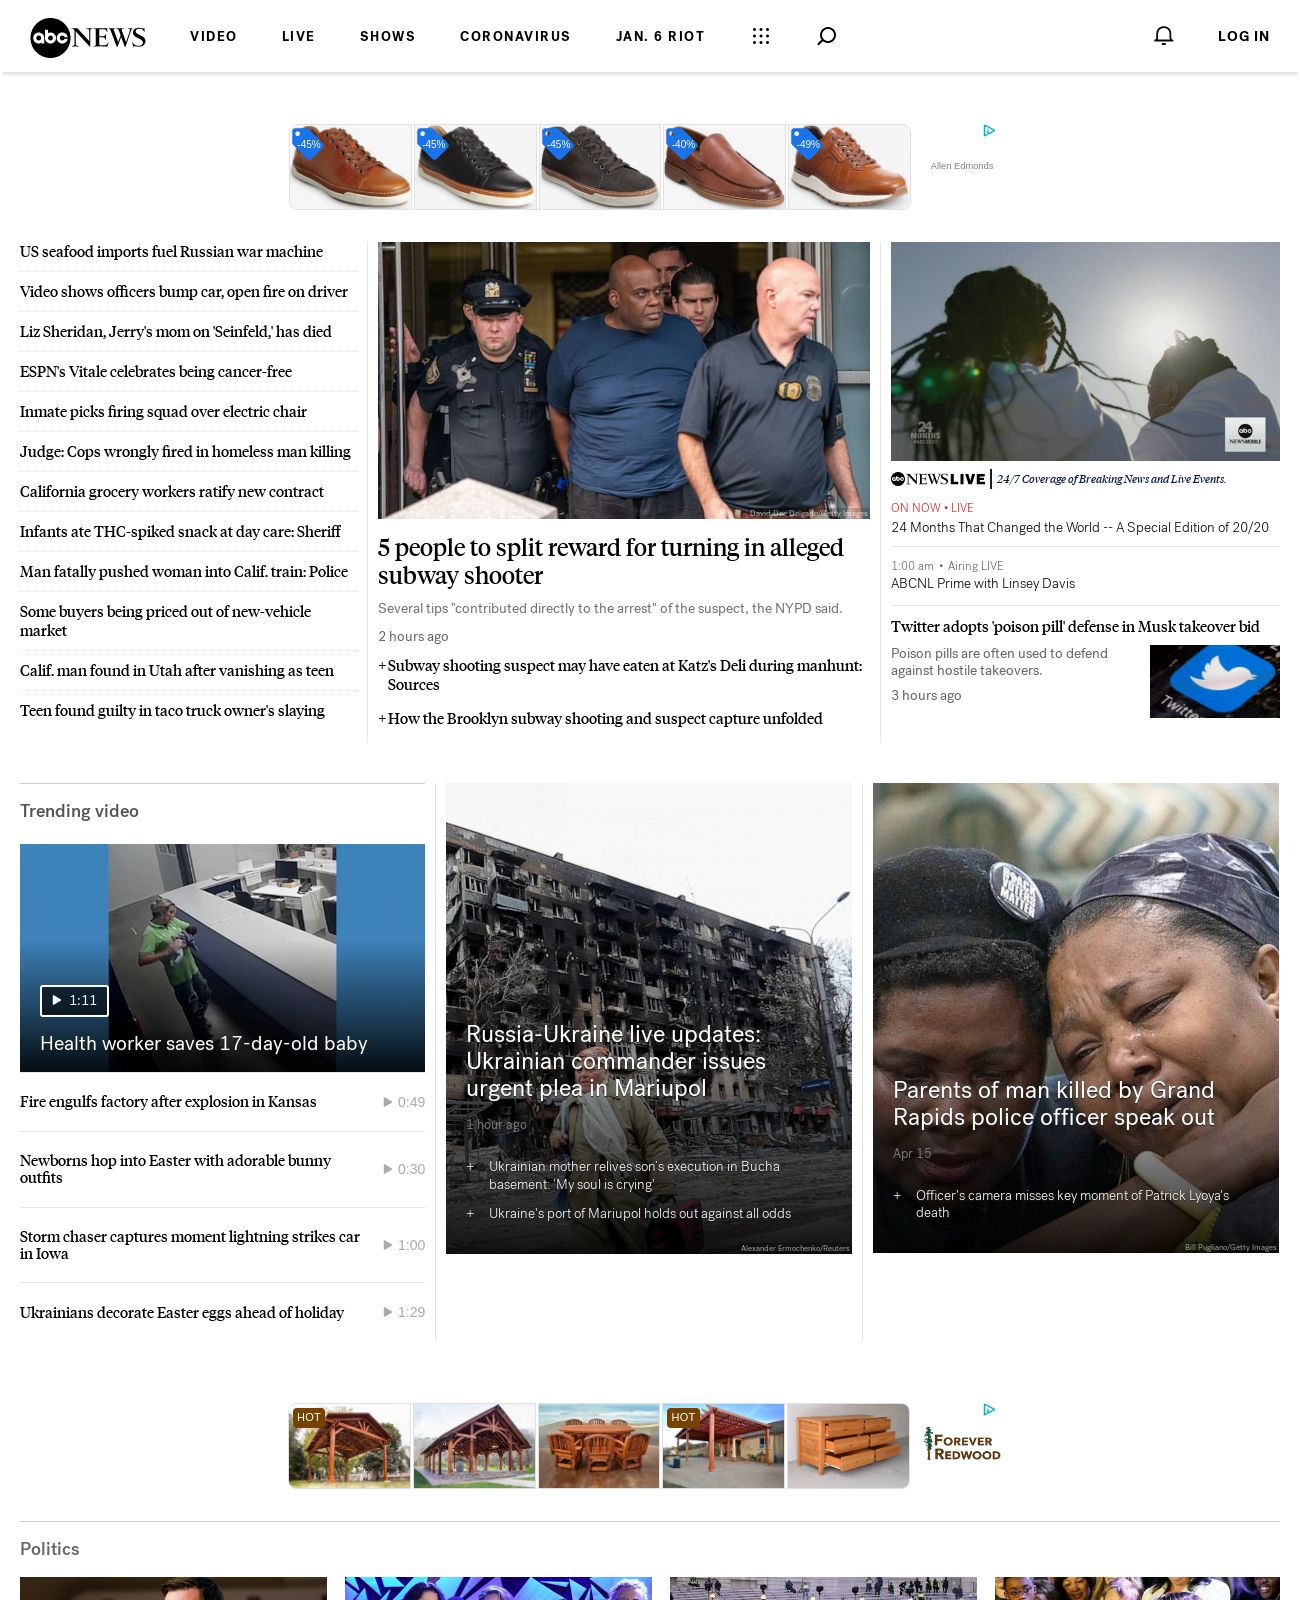 abc NEWS VIDEO LIVE SHOWS CORONAVIRUS JAN. 6 RIOT LOG IN
-45% -45% -45% -40% -49%
Allen Edmonds
US seafood imports fuel Russian war machine
Video shows officers bump car, open fire on driver
Liz Sheridan, Jerry's mom on 'Seinfeld,' has died
ESPN's Vitale celebrates being cancer-free
Inmate picks firing squad over electric chair
Judge: Cops wrongly fired in homeless man killing
California grocery workers ratify new contract
Infants ate THC-spiked snack at day care: Sheriff
Man fatally pushed woman into Calif. train: Police
Some buyers being priced out of new-vehicle
market
Calif. man found in Utah after vanishing as teen
Teen found guilty in taco truck owner's slaying
David Dee Delgado/Getty Images
5 people to split reward for turning in alleged
subway shooter
Several tips "contributed directly to the arrest" of the suspect, the NYPD said.
2 hours ago
+ Subway shooting suspect may have eaten at Katz's Deli during manhunt:
Sources
+ How the Brooklyn subway shooting and suspect capture unfolded
24
MONTHS
abc
NEWS MOBILE
abc NEWS LIVE 24/7 Coverage of Breaking News and Live Events.
ON NOW • LIVE
24 Months That Changed the World -- A Special Edition of 20/20
1:00 am • Airing LIVE
ABCNL Prime with Linsey Davis
Twitter adopts 'poison pill' defense in Musk takeover bid
Poison pills are often used to defend
against hostile takeovers.
3 hours ago
Twitter
Trending video
1:11
Health worker saves 17-day-old baby
Fire engulfs factory after explosion in Kansas 0:49
Newborns hop into Easter with adorable bunny
outfits 0:30
Storm chaser captures moment lightning strikes car
in Iowa 1:00
Ukrainians decorate Easter eggs ahead of holiday 1:29
Russia-Ukraine live updates:
Ukrainian commander issues
urgent plea in Mariupol
1 hour ago
+ Ukrainian mother relives son's execution in Bucha
basement: 'My soul is crying'
+ Ukraine's port of Mariupol holds out against all odds
Alexander Ermochenko/Reuters
Parents of man killed by Grand
Rapids police officer speak out
Apr 15
+ Officer's camera misses key moment of Patrick Lyoya's
death
Bill Pugliano/Getty Images
HOT HOT
FOREVER
REDWOOD
Politics